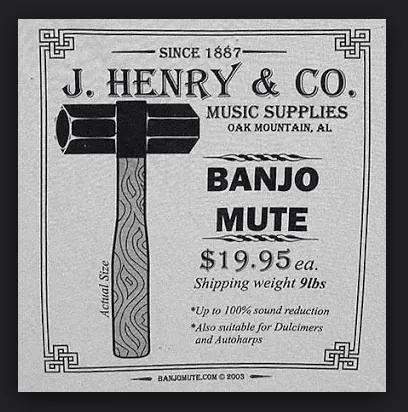 SINCE 1887
J. HENRY & CO.
MUSIC SUPPLIES
OAK MOUNTAIN, AL
BANJO
MUTE
$19.95 ea.
Shipping weight 9lbs
Actual Size
*Up to 100% sound reduction
*Also suitable for Dulcimers
and Autoharps
BANJOMUTE.COM © 2003